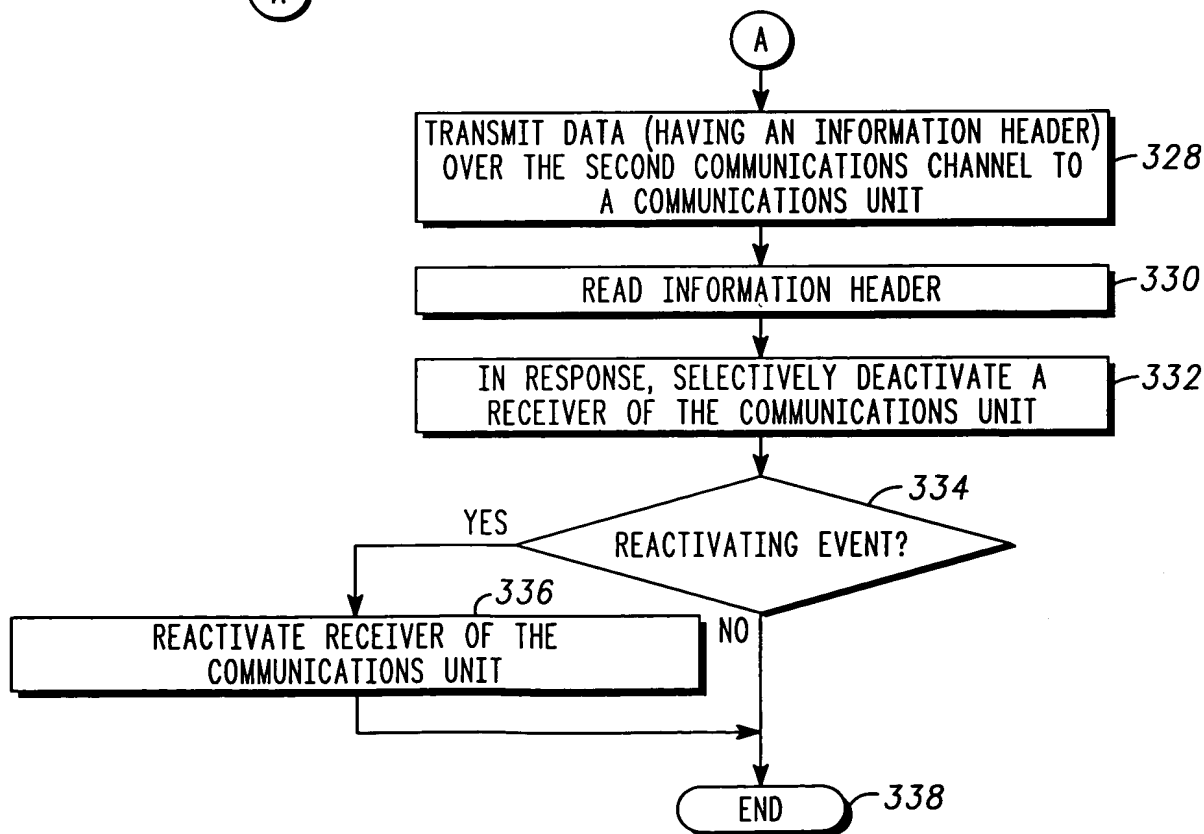 A
A
TRANSMIT DATA (HAVING AN INFORMATION HEADER)
OVER THE SECOND COMMUNICATIONS CHANNEL TO
A COMMUNICATIONS UNIT
328
READ INFORMATION HEADER
330
IN RESPONSE, SELECTIVELY DEACTIVATE A
RECEIVER OF THE COMMUNICATIONS UNIT
332
334
YES
REACTIVATING EVENT?
336
REACTIVATE RECEIVER OF THE
COMMUNICATIONS UNIT
NO
END
338